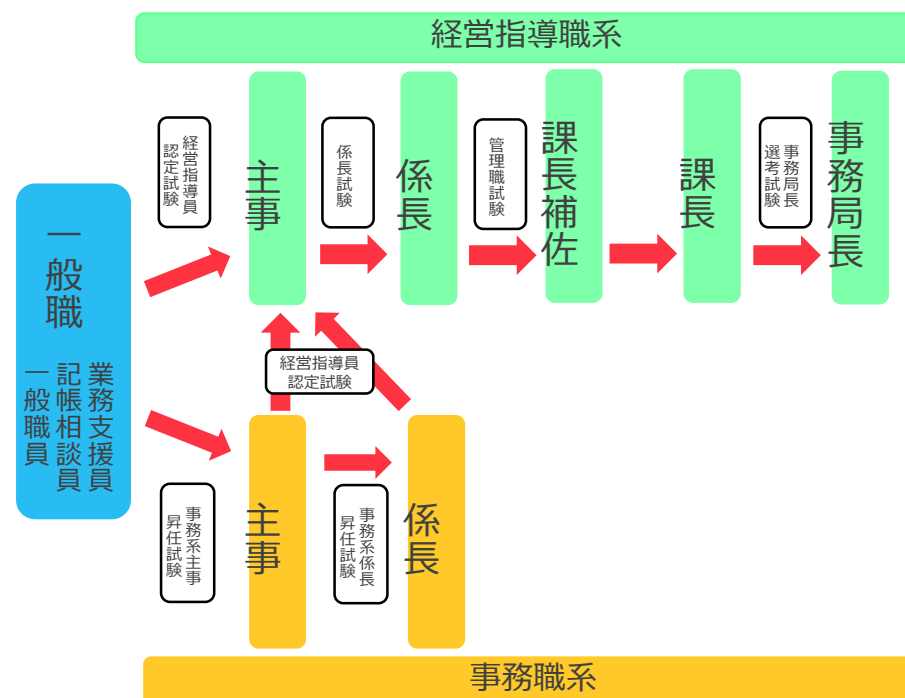 経営指導職系
経営指導員
認定試験
主事
係長試験
係長
管理職試験
課長補佐
課長
事務局長
選考試験
事務局長
一般職
業務支援員
記帳相談員
一般職員
経営指導員
認定試験
事務系主事
昇任試験
主事
事務系係長
昇任試験
係長
事務職系